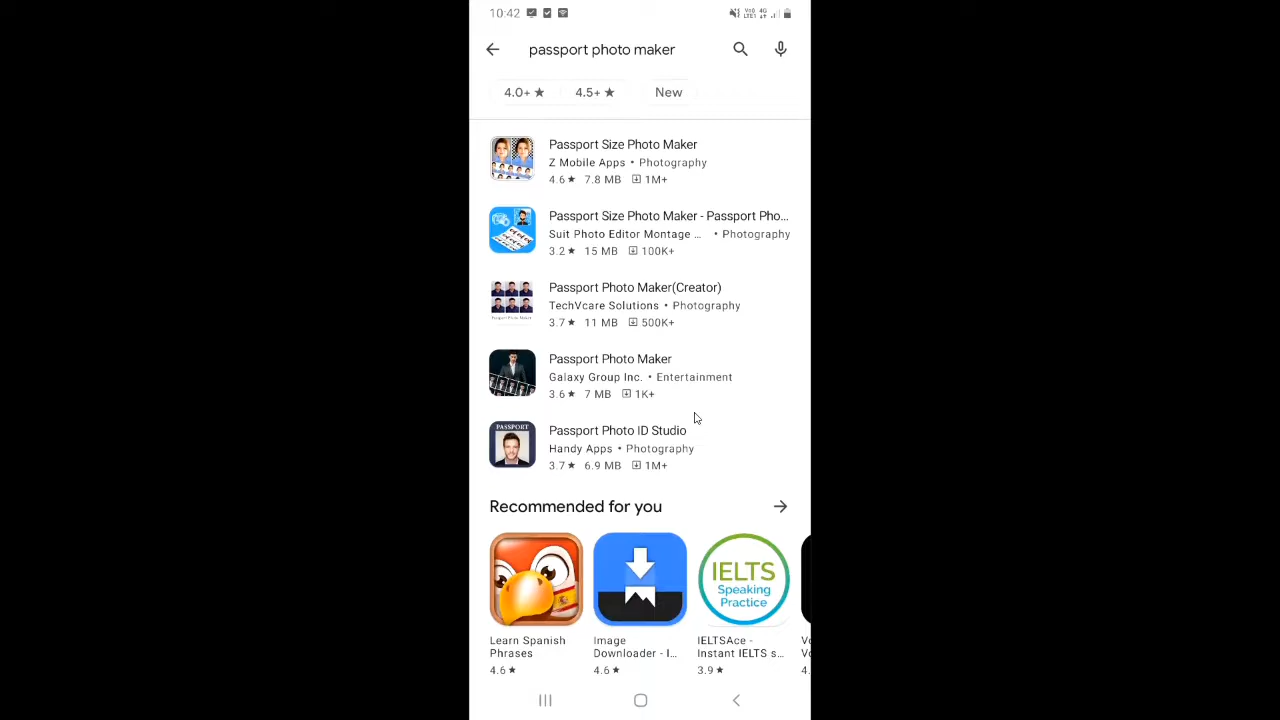 10:42
passport photo maker
4.0+ ★ 4.5+ ★ New
Passport Size Photo Maker
Z Mobile Apps • Photography
4.6★ 7.8 MB 1M+
Passport Size Photo Maker - Passport Pho...
Suit Photo Editor Montage ... • Photography
3.2★ 15 MB 100K+
Passport Photo Maker(Creator)
TechVcare Solutions • Photography
3.7★ 11 MB 500K+
Passport Photo Maker
Galaxy Group Inc. • Entertainment
3.6★ 7 MB 1K+
PASSPORT
Passport Photo ID Studio
Handy Apps • Photography
3.7★ 6.9 MB 1M+
Recommended for you
IELTS
Speaking
Practice
Learn Spanish
Phrases
4.6★
Image
Downloader - I...
4.6★
IELTSAce -
Instant IELTS s...
3.9★